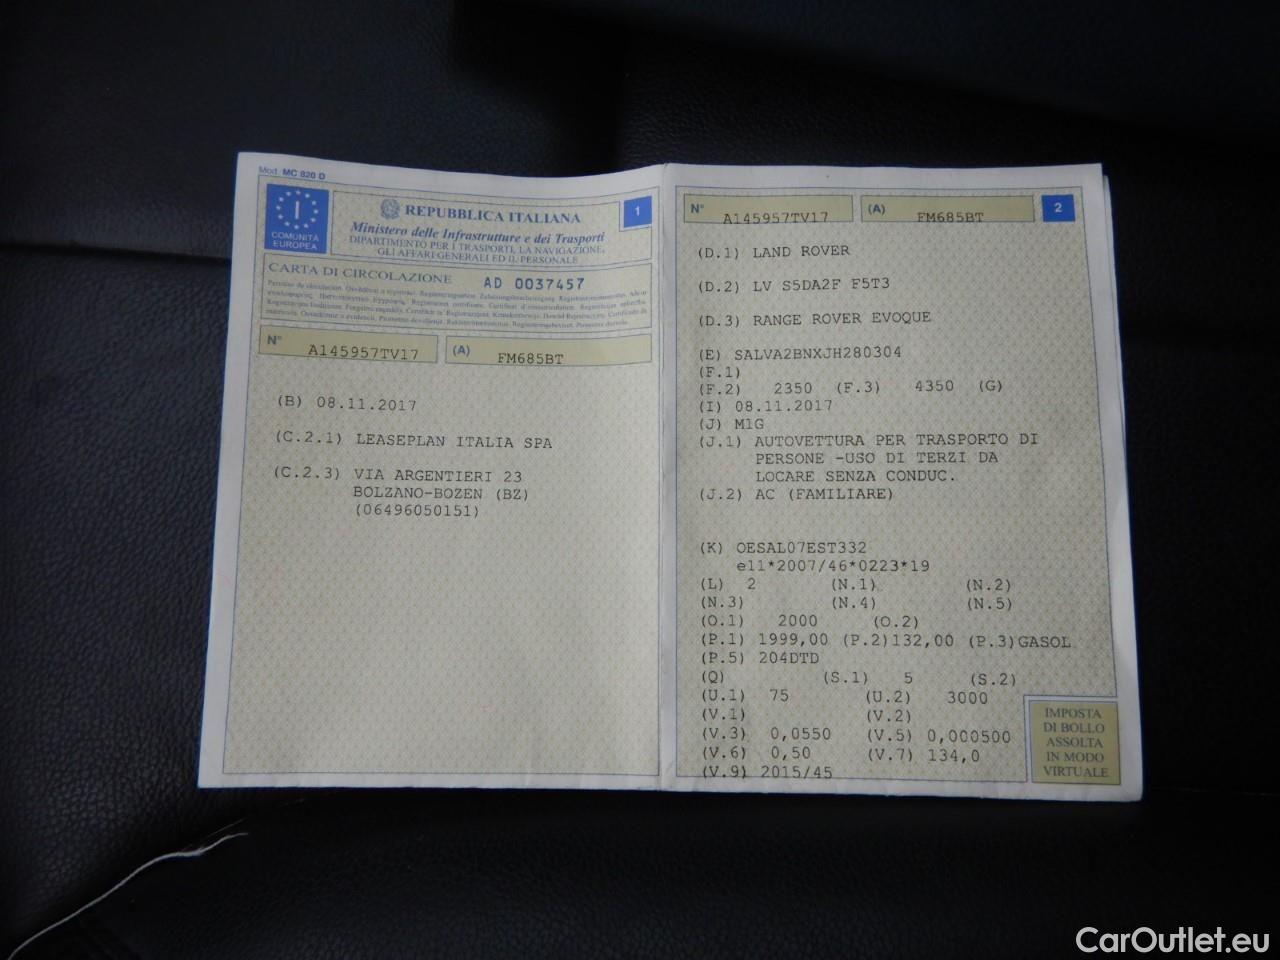 Mod. MC 820 D
I
COMUNITÀ
EUROPEA
REPUBBLICA ITALIANA
Ministero delle Infrastrutture e dei Trasporti
DIPARTIMENTO PER I TRASPORTI, LA NAVIGAZIONE,
GLI AFFARI GENERALI ED IL PERSONALE
1
CARTA DI CIRCOLAZIONE AD 0037457
N° A145957TV17 (A) FM685BT
(B) 08.11.2017
(C.2.1) LEASEPLAN ITALIA SPA
(C.2.3) VIA ARGENTIERI 23
BOLZANO-BOZEN (BZ)
(06496050151)
N° A145957TV17 (A) FM685BT 2
(D.1) LAND ROVER
(D.2) LV S5DA2F F5T3
(D.3) RANGE ROVER EVOQUE
(E) SALVA2BNXJH280304
(F.1)
(F.2) 2350 (F.3) 4350 (G)
(I) 08.11.2017
(J) M1G
(J.1) AUTOVETTURA PER TRASPORTO DI
PERSONE -USO DI TERZI DA
LOCARE SENZA CONDUC.
(J.2) AC (FAMILIARE)
(K) OESAL07EST332
e11*2007/46*0223*19
(L) 2 (N.1) (N.2)
(N.3) (N.4) (N.5)
(O.1) 2000 (O.2)
(P.1) 1999,00 (P.2)132,00 (P.3)GASOL
(P.5) 204DTD
(Q) (S.1) 5 (S.2)
(U.1) 75 (U.2) 3000
(V.1) (V.2)
(V.3) 0,0550 (V.5) 0,000500
(V.6) 0,50 (V.7) 134,0
(V.9) 2015/45
IMPOSTA
DI BOLLO
ASSOLTA
IN MODO
VIRTUALE
CarOutlet.eu